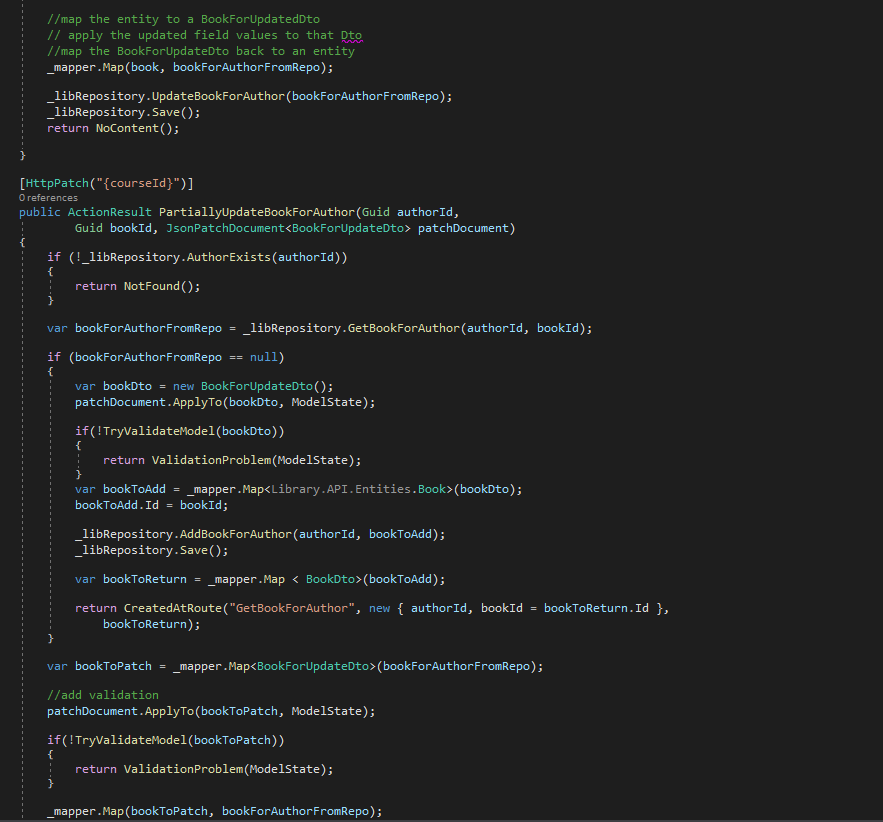 //map the entity to a BookForUpdatedDto
// apply the updated field values to that Dto
//map the BookForUpdateDto back to an entity
_mapper.Map(book, bookForAuthorFromRepo);
_libRepository.UpdateBookForAuthor(bookForAuthorFromRepo);
_libRepository.Save();
return NoContent();
}
[HttpPatch("{courseId}")]
0 references
public ActionResult PartiallyUpdateBookForAuthor(Guid authorId,
Guid bookId, JsonPatchDocument<BookForUpdateDto> patchDocument)
{
if (!_libRepository.AuthorExists(authorId))
{
return NotFound();
}
var bookForAuthorFromRepo = _libRepository.GetBookForAuthor(authorId, bookId);
if (bookForAuthorFromRepo == null)
{
var bookDto = new BookForUpdateDto();
patchDocument.ApplyTo(bookDto, ModelState);
if(!TryValidateModel(bookDto))
{
return ValidationProblem(ModelState);
}
var bookToAdd = _mapper.Map<Library.API.Entities.Book>(bookDto);
bookToAdd.Id = bookId;
_libRepository.AddBookForAuthor(authorId, bookToAdd);
_libRepository.Save();
var bookToReturn = _mapper.Map < BookDto>(bookToAdd);
return CreatedAtRoute("GetBookForAuthor", new { authorId, bookId = bookToReturn.Id },
bookToReturn);
}
var bookToPatch = _mapper.Map<BookForUpdateDto>(bookForAuthorFromRepo);
//add validation
patchDocument.ApplyTo(bookToPatch, ModelState);
if(!TryValidateModel(bookToPatch))
{
return ValidationProblem(ModelState);
}
_mapper.Map(bookToPatch, bookForAuthorFromRepo);